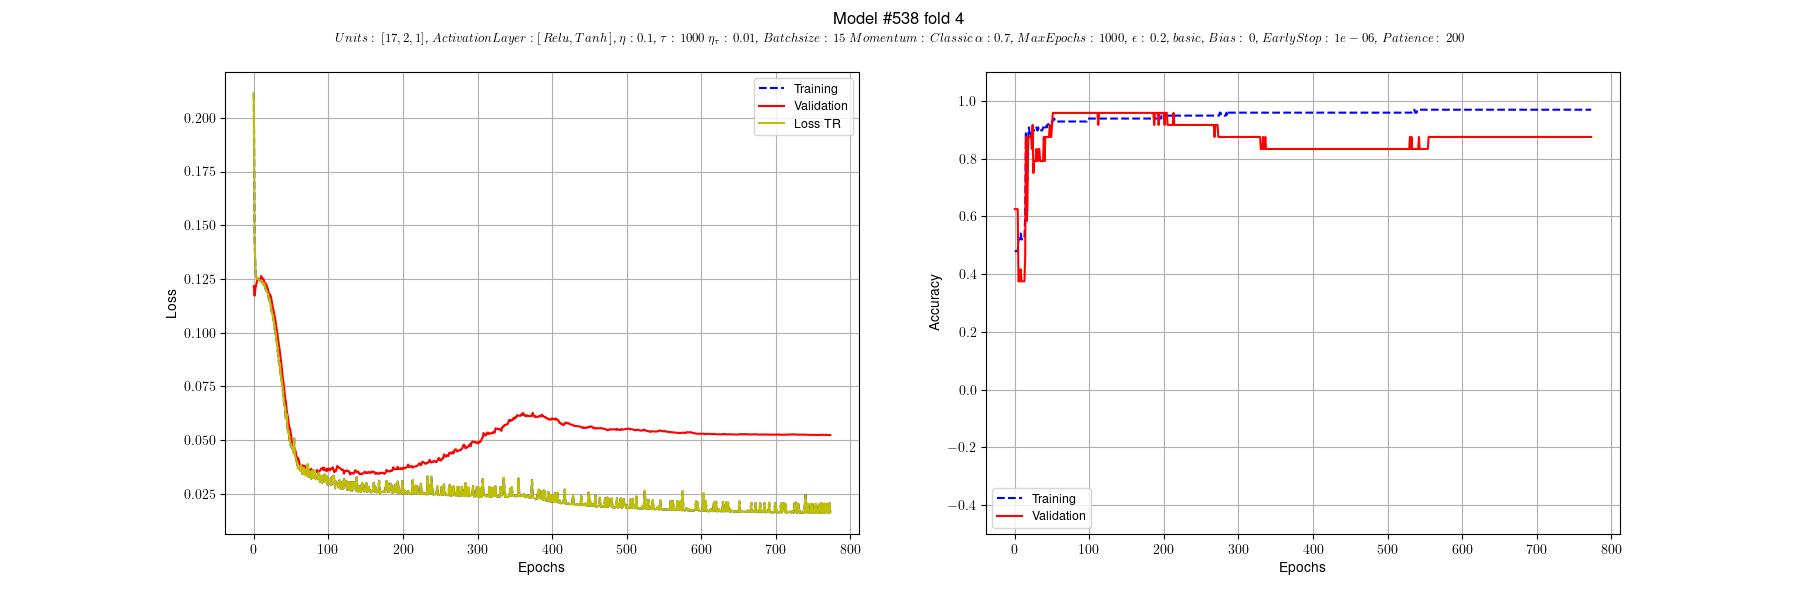 Model #538 fold 4
Units : [17, 2, 1], ActivationLayer : [Relu, Tanh], η : 0.1, τ : 1000 ητ : 0.01, Batchsize : 15 Momentum : Classic α : 0.7, MaxEpochs : 1000, ϵ : 0.2, basic, Bias : 0, EarlyStop : 1e − 06, Patience : 200
Loss
0.200
0.175
0.150
0.125
0.100
0.075
0.050
0.025
0 100 200 300 400 500 600 700 800
Epochs
Training
Validation
Loss TR
Accuracy
1.0
0.8
0.6
0.4
0.2
0.0
−0.2
−0.4
0 100 200 300 400 500 600 700 800
Epochs
Training
Validation